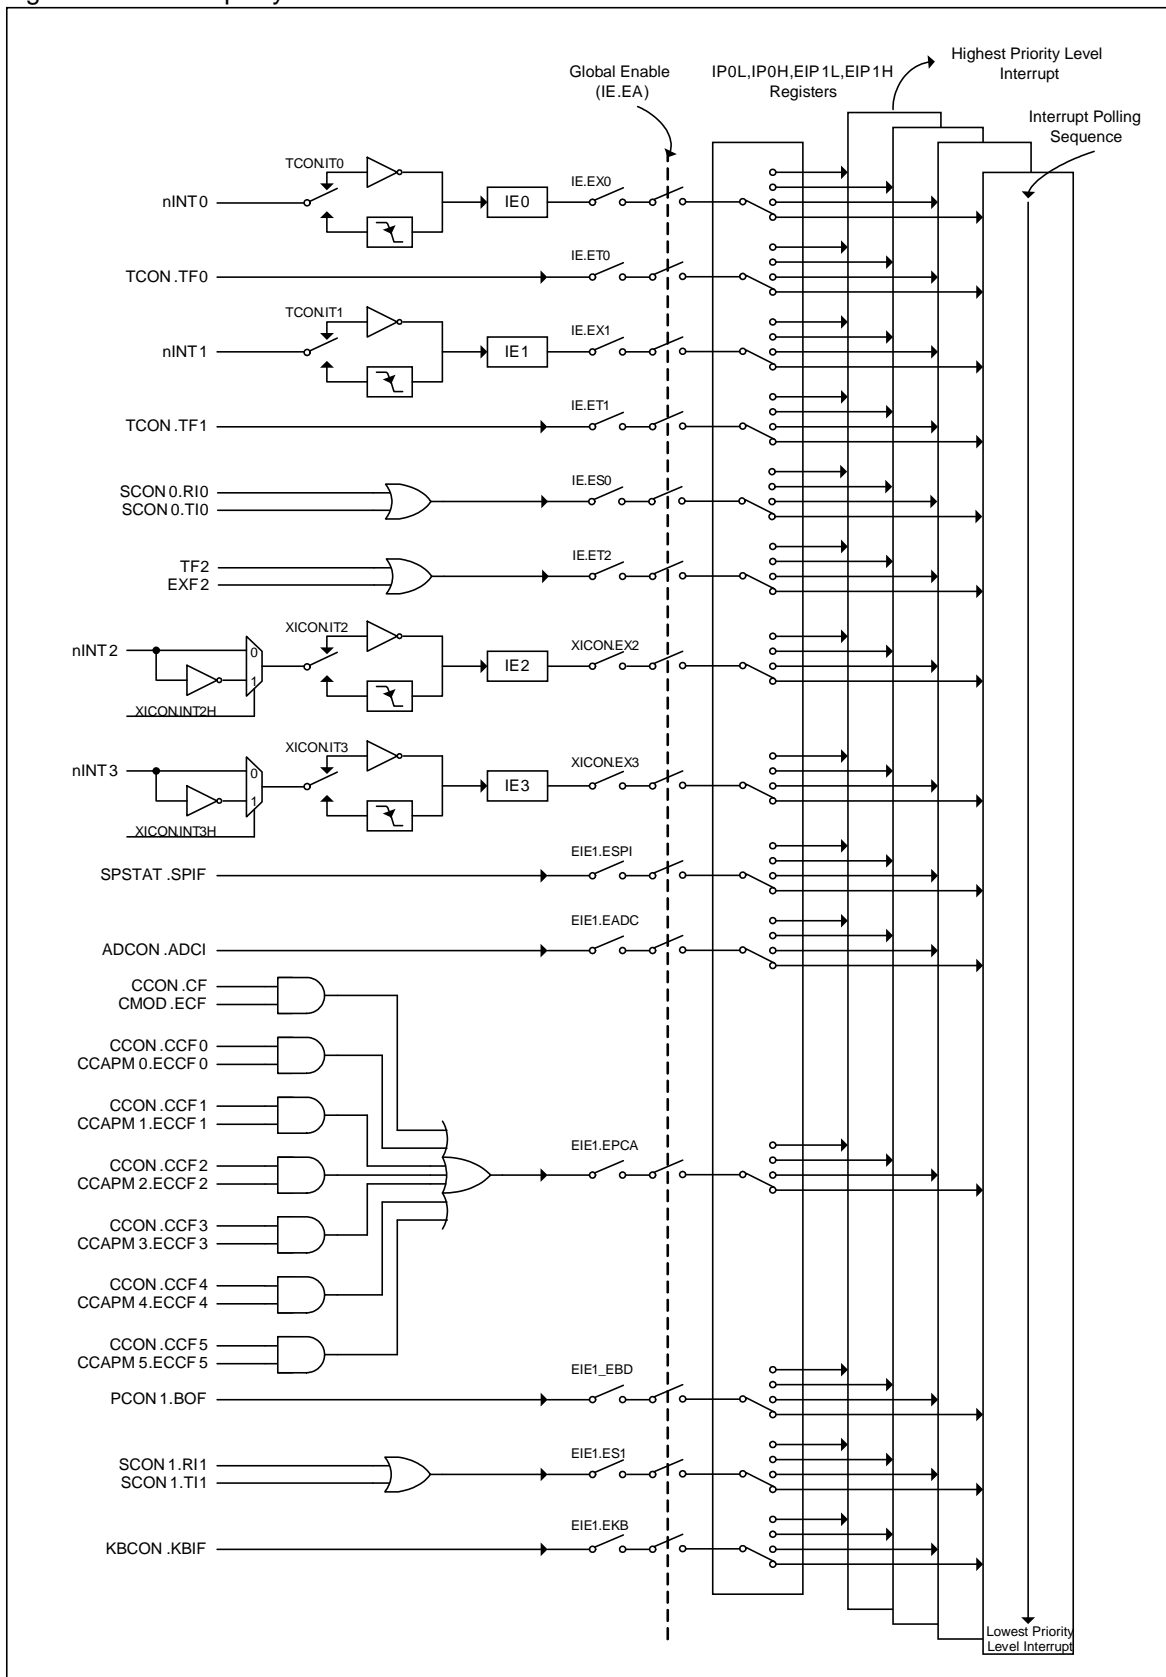 Highest Priority Level
Interrupt
Global Enable
(IE.EA)
IP0L,IP0H,EIP1L,EIP1H
Registers
Interrupt Polling
Sequence
TCON.IT0
nINT0
IE0
IE.EX0
TCON.TF0
IE.ET0
TCON.IT1
nINT1
IE1
IE.EX1
TCON.TF1
IE.ET1
SCON0.RI0
SCON0.TI0
IE.ES0
TF2
EXF2
IE.ET2
nINT2
0
1
XICON.INT2H
XICON.IT2
IE2
XICON.EX2
nINT3
0
1
XICON.INT3H
XICON.IT3
IE3
XICON.EX3
SPSTAT.SPIF
EIE1.ESPI
ADCON.ADCI
EIE1.EADC
CCON.CF
CMOD.ECF
CCON.CCF0
CCAPM0.ECCF0
CCON.CCF1
CCAPM1.ECCF1
EIE1.EPCA
CCON.CCF2
CCAPM2.ECCF2
CCON.CCF3
CCAPM3.ECCF3
CCON.CCF4
CCAPM4.ECCF4
CCON.CCF5
CCAPM5.ECCF5
PCON1.BOF
EIE1_EBD
SCON1.RI1
SCON1.TI1
EIE1.ES1
KBCON.KBIF
EIE1.EKB
Lowest Priority
Level Interrupt